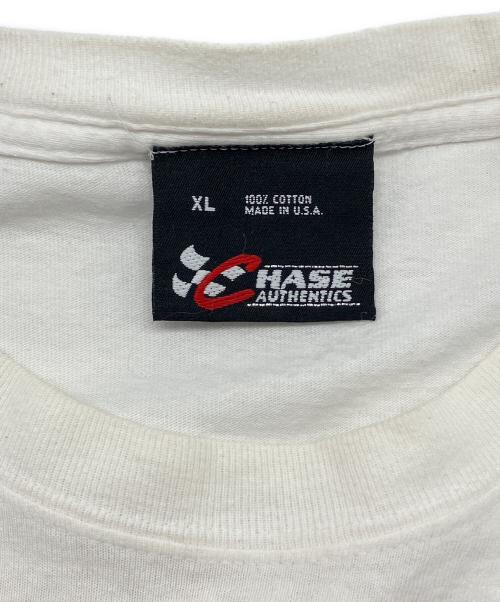 XL
100% COTTON
MADE IN U.S.A.
CHASE
AUTHENTICS